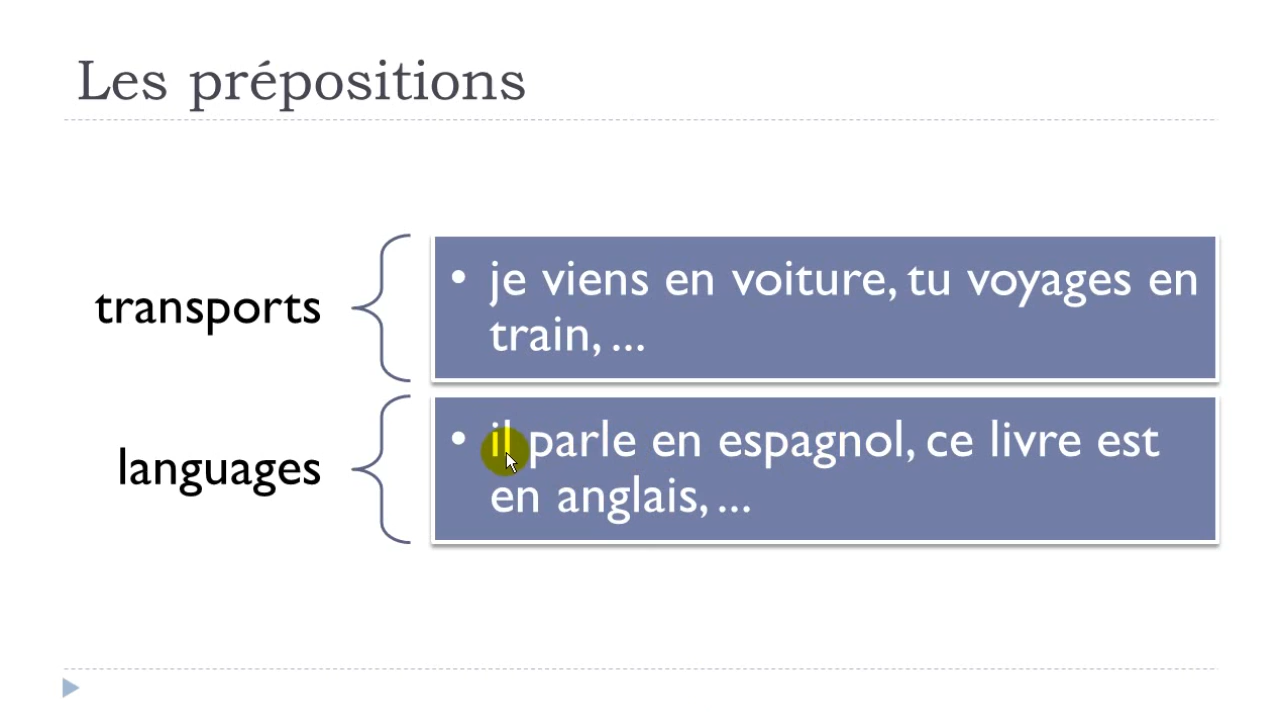 Les prépositions
transports
• je viens en voiture, tu voyages en
train, ...
languages
• il parle en espagnol, ce livre est
en anglais, ...